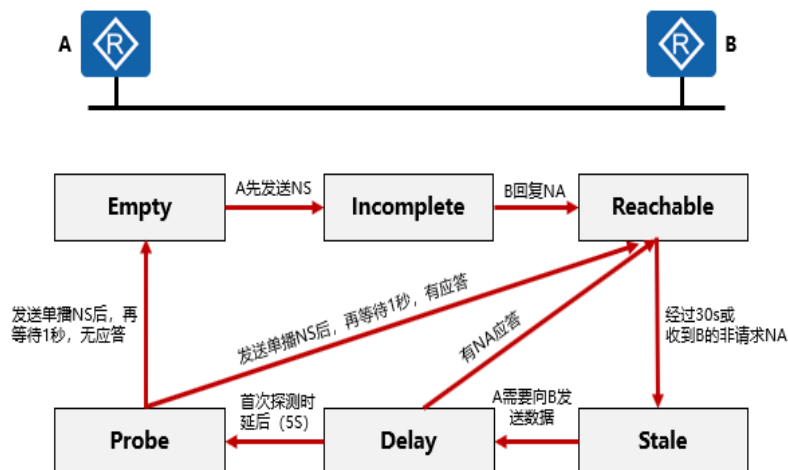 A
R
R
B
A先发送NS
B回复NA
Empty
Incomplete
Reachable
发送单播NS后，再
等待1秒，无应答
发送单播NS后，再等待1秒，有应答
有NA应答
经过30s或
收到B的非请求NA
首次探测时
延后（5S）
A需要向B发
送数据
Probe
Delay
Stale